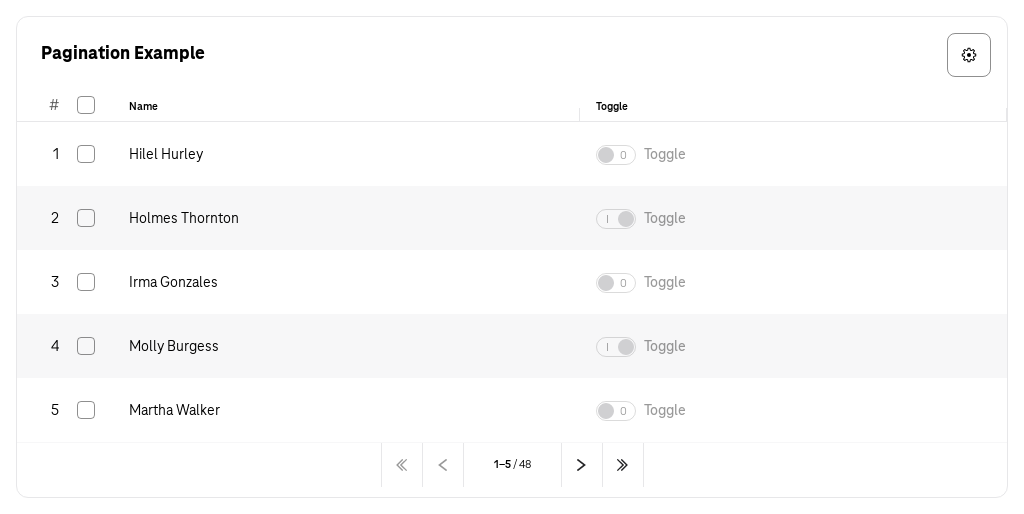 Pagination Example
# Name Toggle
1 Hilel Hurley 0 Toggle
2 Holmes Thornton I Toggle
3 Irma Gonzales 0 Toggle
4 Molly Burgess I Toggle
5 Martha Walker 0 Toggle
1–5 / 48